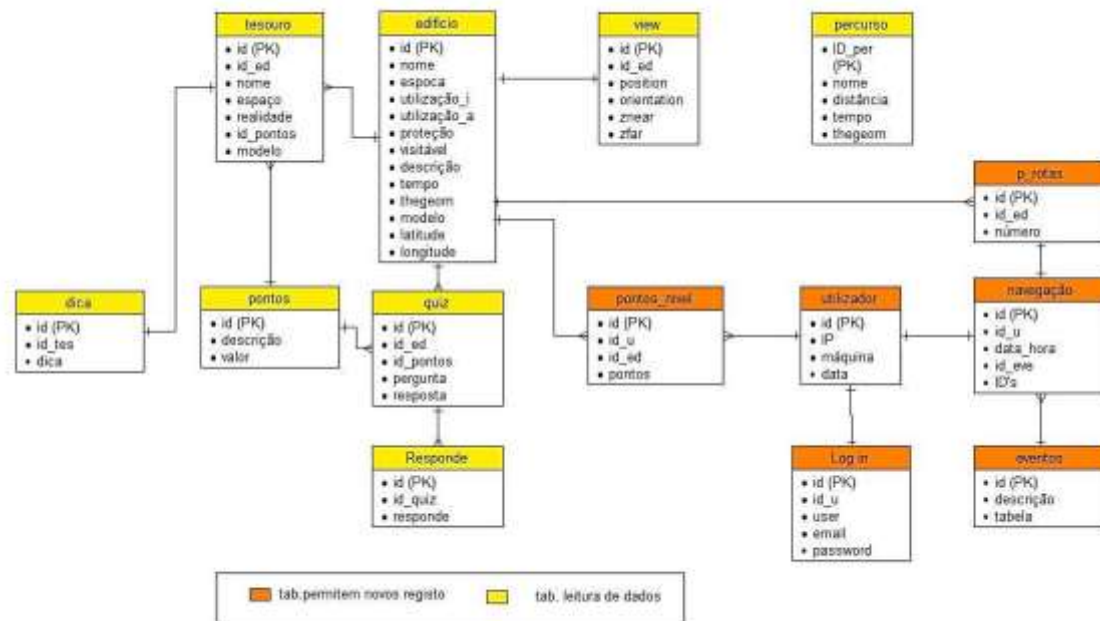 tesouro
• id (PK)
• id_ed
• nome
• espaço
• realidade
• id_pontos
• modelo
edificio
• id (PK)
• nome
• espoca
• utilização_i
• utilização_a
• proteção
• visitável
• descrição
• tempo
• thegeom
• modelo
• latitude
• longitude
view
• id (PK)
• id_ed
• position
• orientation
• znear
• zfar
percurso
• ID_per
(PK)
• nome
• distância
• tempo
• thegeom
p_rotas
• id (PK)
• id_ed
• número
dica
• id (PK)
• id_tes
• dica
pontos
• id (PK)
• descrição
• valor
quiz
• id (PK)
• id_ed
• id_pontos
• pergunta
• resposta
pontos_nivel
• id (PK)
• id_u
• id_ed
• pontos
utilizador
• id (PK)
• IP
• máquina
• data
navegação
• id (PK)
• id_u
• data_hora
• id_eve
• ID's
Responde
• id (PK)
• id_quiz
• responde
Log in
• id (PK)
• id_u
• user
• email
• password
eventos
• id (PK)
• descrição
• tabela
tab.permitem novos registo
tab. leitura de dados